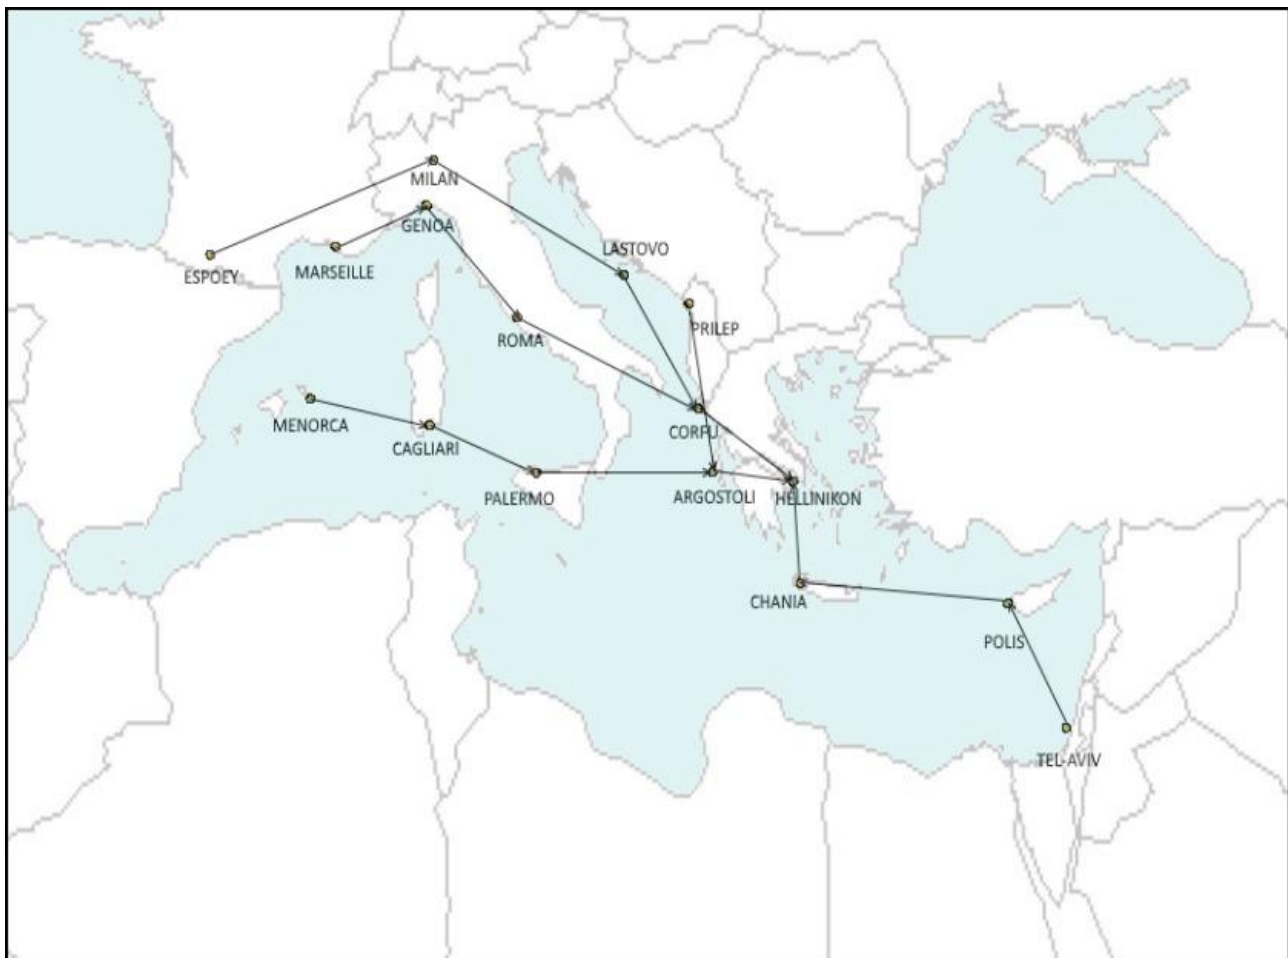 MILAN
GENOA
LASTOVO
ESPOEY
MARSEILLE
PRILEP
ROMA
MENORCA
CORFU
CAGLIARI
PALERMO
ARGOSTOLI
HELLINIKON
CHANIA
POLIS
TEL-AVIV